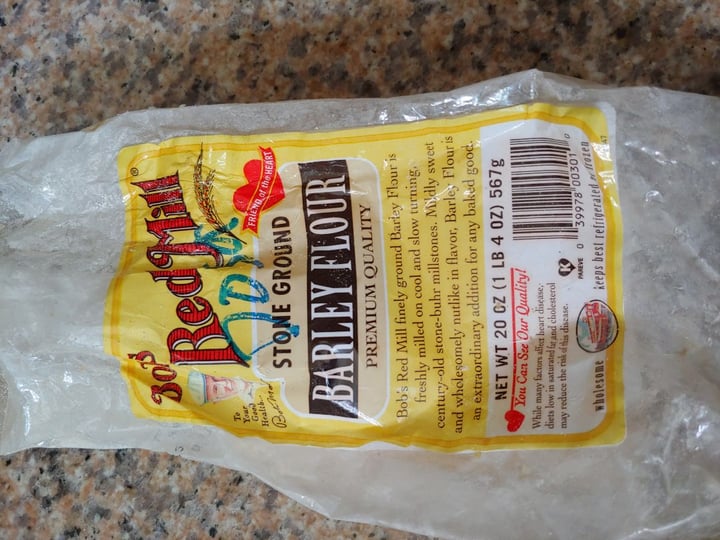 Bob's
Red Mill®
FRIEND of the HEART
To
Your
Good
Health
STONE GROUND
BARLEY FLOUR
PREMIUM QUALITY
Bob's Red Mill finely ground Barley Flour is
freshly milled on cool and slow turning,
century-old stone-buhr millstones. Mildly sweet
and wholesomely nutlike in flavor, Barley Flour is
an extraordinary addition for any baked good.
NET WT 20 OZ (1 LB 4 OZ) 567g
You Can See Our Quality!
While many factors affect heart disease,
diets low in saturated fat and cholesterol
may reduce the risk of this disease.
K
PAREVE
0 39978 00301 0
wholesome
keeps best refrigerated or frozen